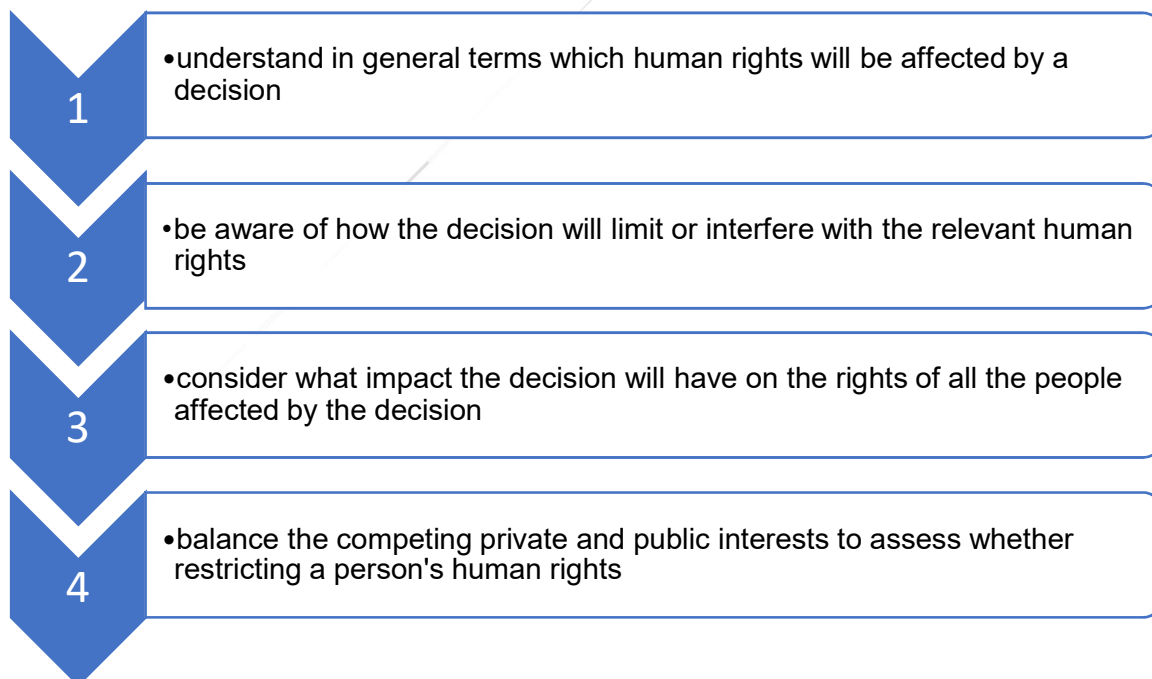 1
•understand in general terms which human rights will be affected by a
decision
2
•be aware of how the decision will limit or interfere with the relevant human
rights
3
•consider what impact the decision will have on the rights of all the people
affected by the decision
4
•balance the competing private and public interests to assess whether
restricting a person's human rights